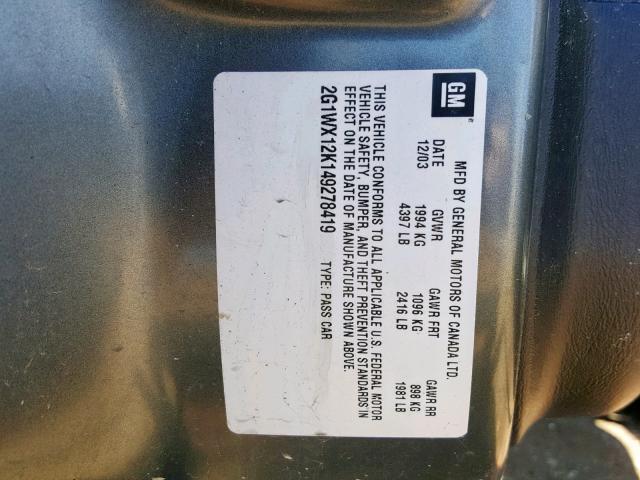 GM
®
MFD BY GENERAL MOTORS OF CANADA LTD.
DATE GVWR GAWR FRT GAWR RR
12/03 1994 KG 1096 KG 898 KG
4397 LB 2416 LB 1981 LB
THIS VEHICLE CONFORMS TO ALL APPLICABLE U.S. FEDERAL MOTOR
VEHICLE SAFETY, BUMPER, AND THEFT PREVENTION STANDARDS IN
EFFECT ON THE DATE OF MANUFACTURE SHOWN ABOVE.
2G1WX12K149278419 TYPE: PASS CAR